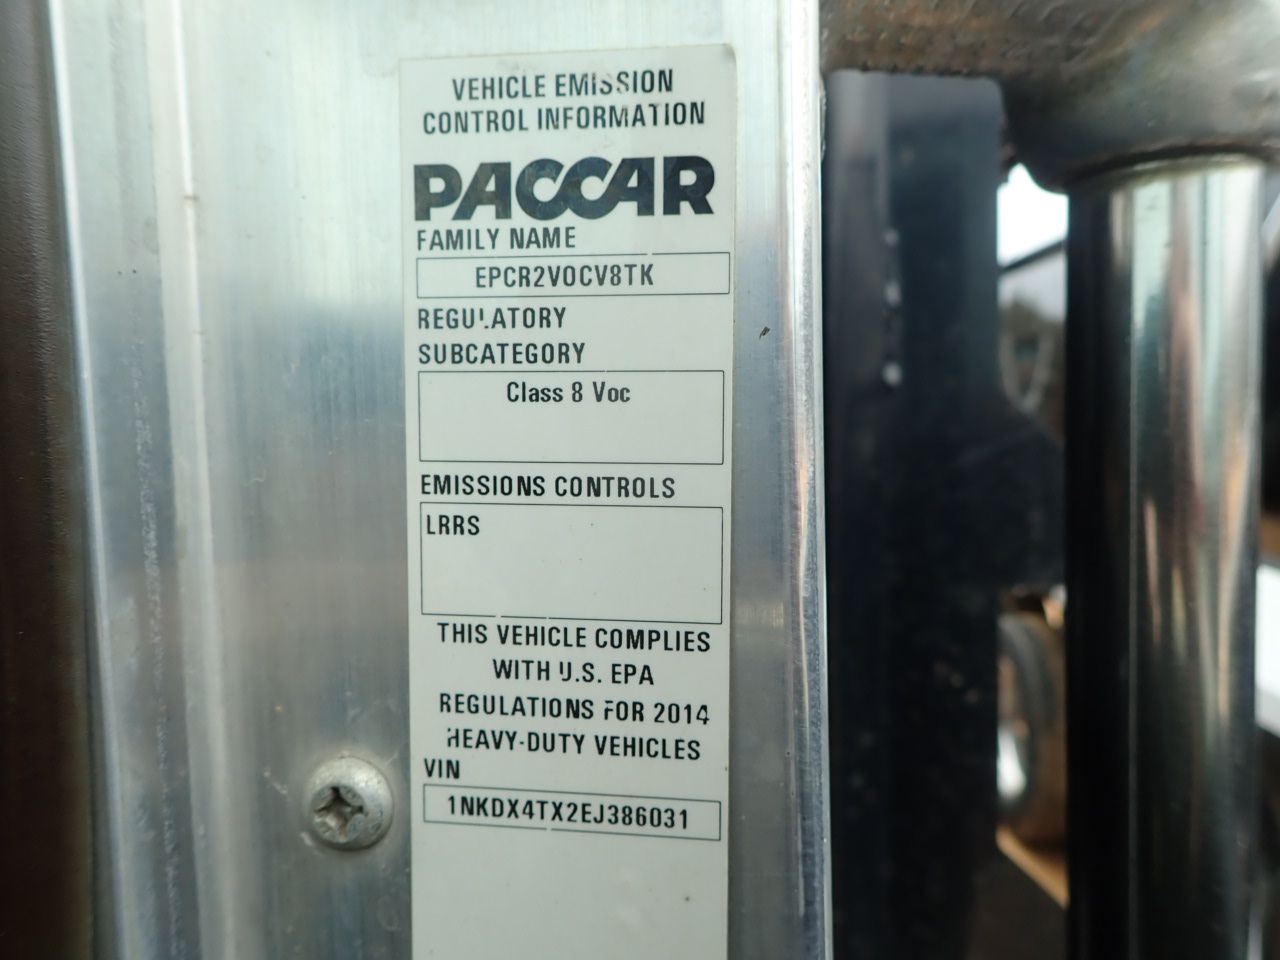 VEHICLE EMISSION
CONTROL INFORMATION
PACCAR
FAMILY NAME
EPCR2VOCV8TK
REGULATORY
SUBCATEGORY
Class 8 Voc
EMISSIONS CONTROLS
LRRS
THIS VEHICLE COMPLIES
WITH U.S. EPA
REGULATIONS FOR 2014
HEAVY-DUTY VEHICLES
VIN
1NKDX4TX2EJ386031